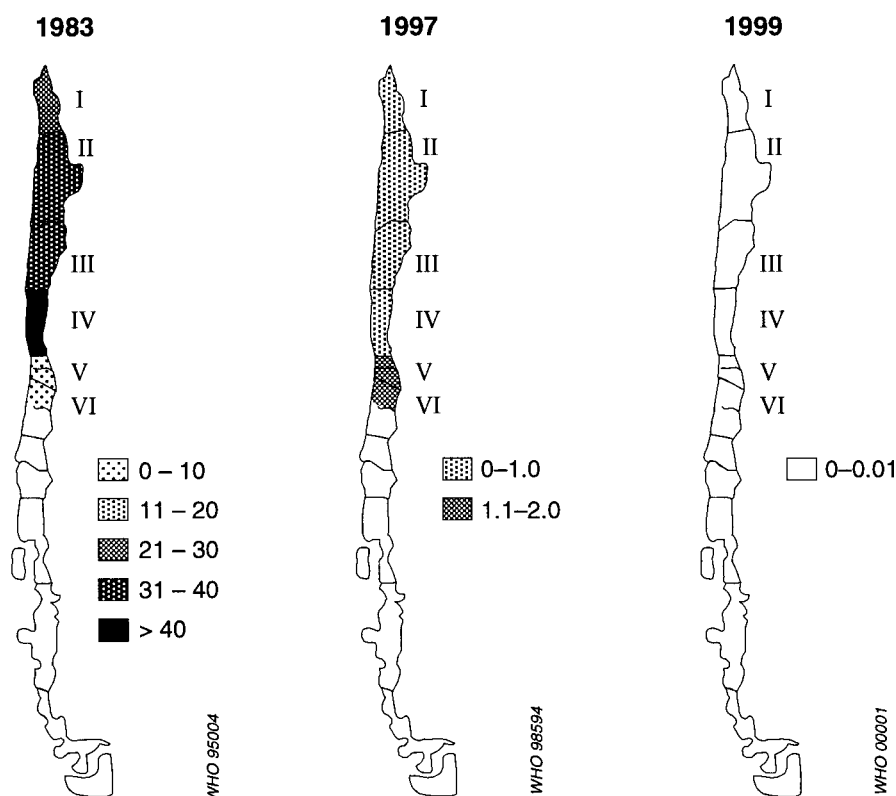 1983
I
II
III
IV
V
VI
0 – 10
11 – 20
21 – 30
31 – 40
> 40
WHO 95004
1997
I
II
III
IV
V
VI
0–1.0
1.1–2.0
WHO 98594
1999
I
II
III
IV
V
VI
0–0.01
WHO 00001